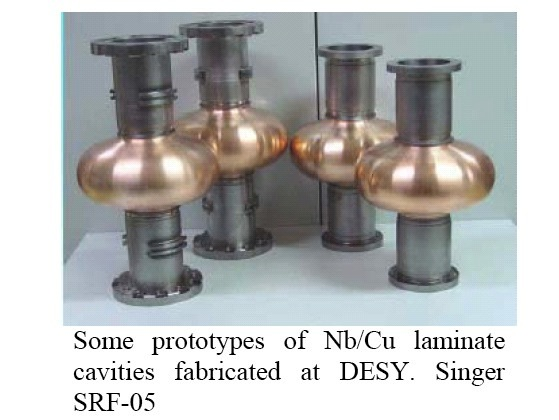 Some prototypes of Nb/Cu laminate
cavities fabricated at DESY. Singer
SRF-05